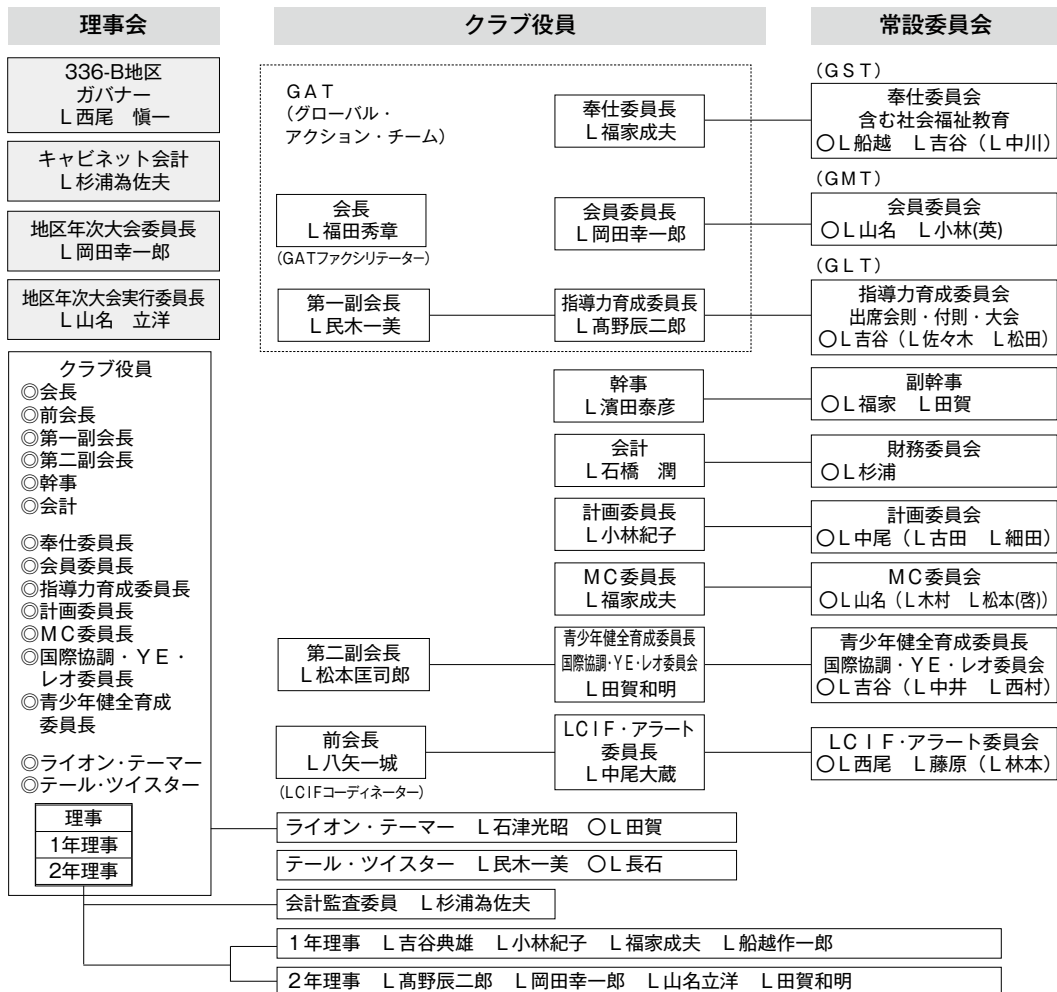 理事会
クラブ役員
常設委員会
336-B地区
ガバナー
L西尾　愼一
キャビネット会計
L杉浦為佐夫
地区年次大会委員長
L岡田幸一郎
地区年次大会実行委員長
L山名　立洋
クラブ役員
◎会長
◎前会長
◎第一副会長
◎第二副会長
◎幹事
◎会計
◎奉仕委員長
◎会員委員長
◎指導力育成委員長
◎計画委員長
◎MC委員長
◎国際協調・YE・
レオ委員長
◎青少年健全育成
委員長
◎ライオン・テーマー
◎テール・ツイスター
理事
1年理事
2年理事
GAT
(グローバル・
アクション・チーム)
奉仕委員長
L福家成夫
(GST)
奉仕委員会
含む社会福祉教育
○L船越　L吉谷（L中川）
会長
L福田秀章
(GATファクシリテーター)
会員委員長
L岡田幸一郎
(GMT)
会員委員会
○L山名　L小林(英)
第一副会長
L民木一美
指導力育成委員長
L髙野辰二郎
(GLT)
指導力育成委員会
出席会則・付則・大会
○L吉谷（L佐々木　L松田）
幹事
L濵田泰彦
副幹事
○L福家　L田賀
会計
L石橋　潤
財務委員会
○L杉浦
計画委員長
L小林紀子
計画委員会
○L中尾（L古田　L細田）
MC委員長
L福家成夫
MC委員会
○L山名（L木村　L松本(啓)）
第二副会長
L松本匡司郎
青少年健全育成委員長
国際協調・YE・レオ委員会
L田賀和明
青少年健全育成委員長
国際協調・YE・レオ委員会
○L吉谷（L中井　L西村）
前会長
L八矢一城
(LCIFコーディネーター)
LCIF・アラート
委員長
L中尾大蔵
LCIF・アラート委員会
○L西尾　L藤原（L林本）
ライオン・テーマー　L石津光昭　○L田賀
テール・ツイスター　L民木一美　○L長石
会計監査委員　L杉浦為佐夫
1年理事　L吉谷典雄　L小林紀子　L福家成夫　L船越作一郎
2年理事　L髙野辰二郎　L岡田幸一郎　L山名立洋　L田賀和明